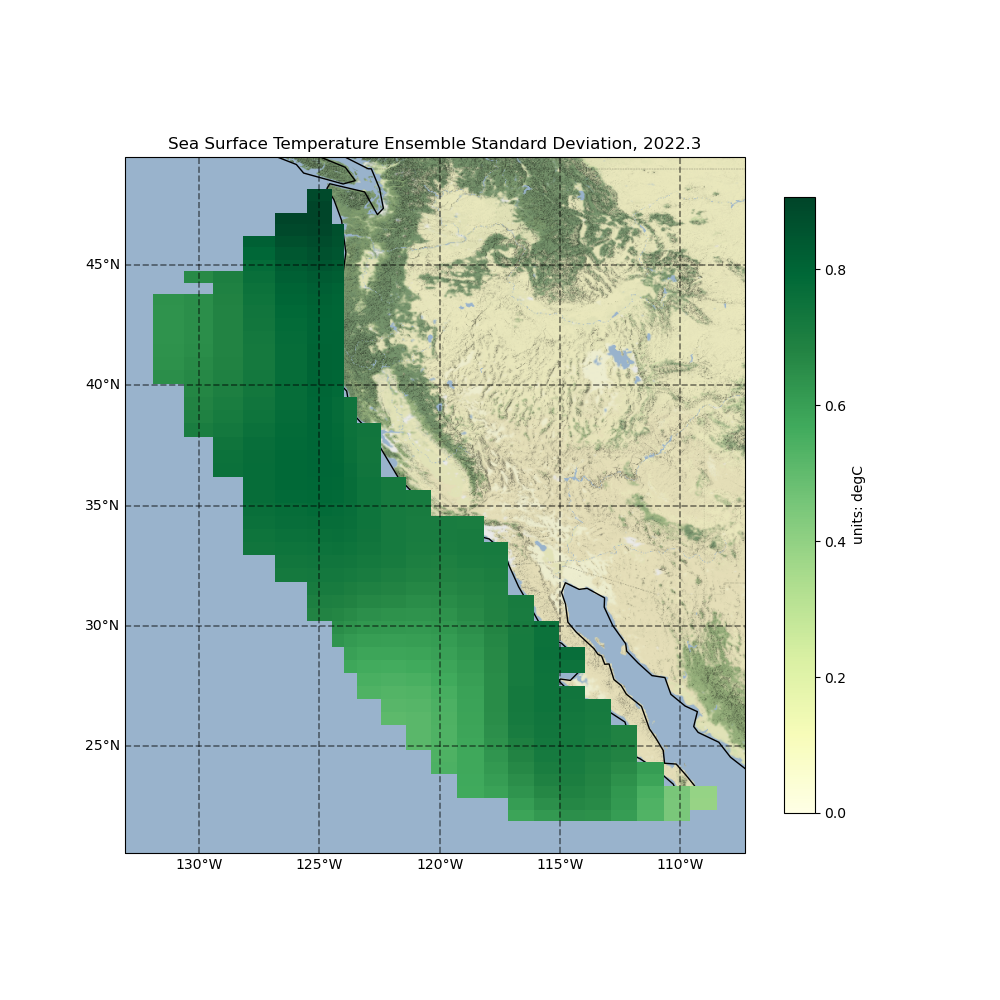 Sea Surface Temperature Ensemble Standard Deviation, 2022.3
45°N
40°N
35°N
30°N
25°N
130°W
125°W
120°W
115°W
110°W
0.8
0.6
0.4
0.2
0.0
units: degC